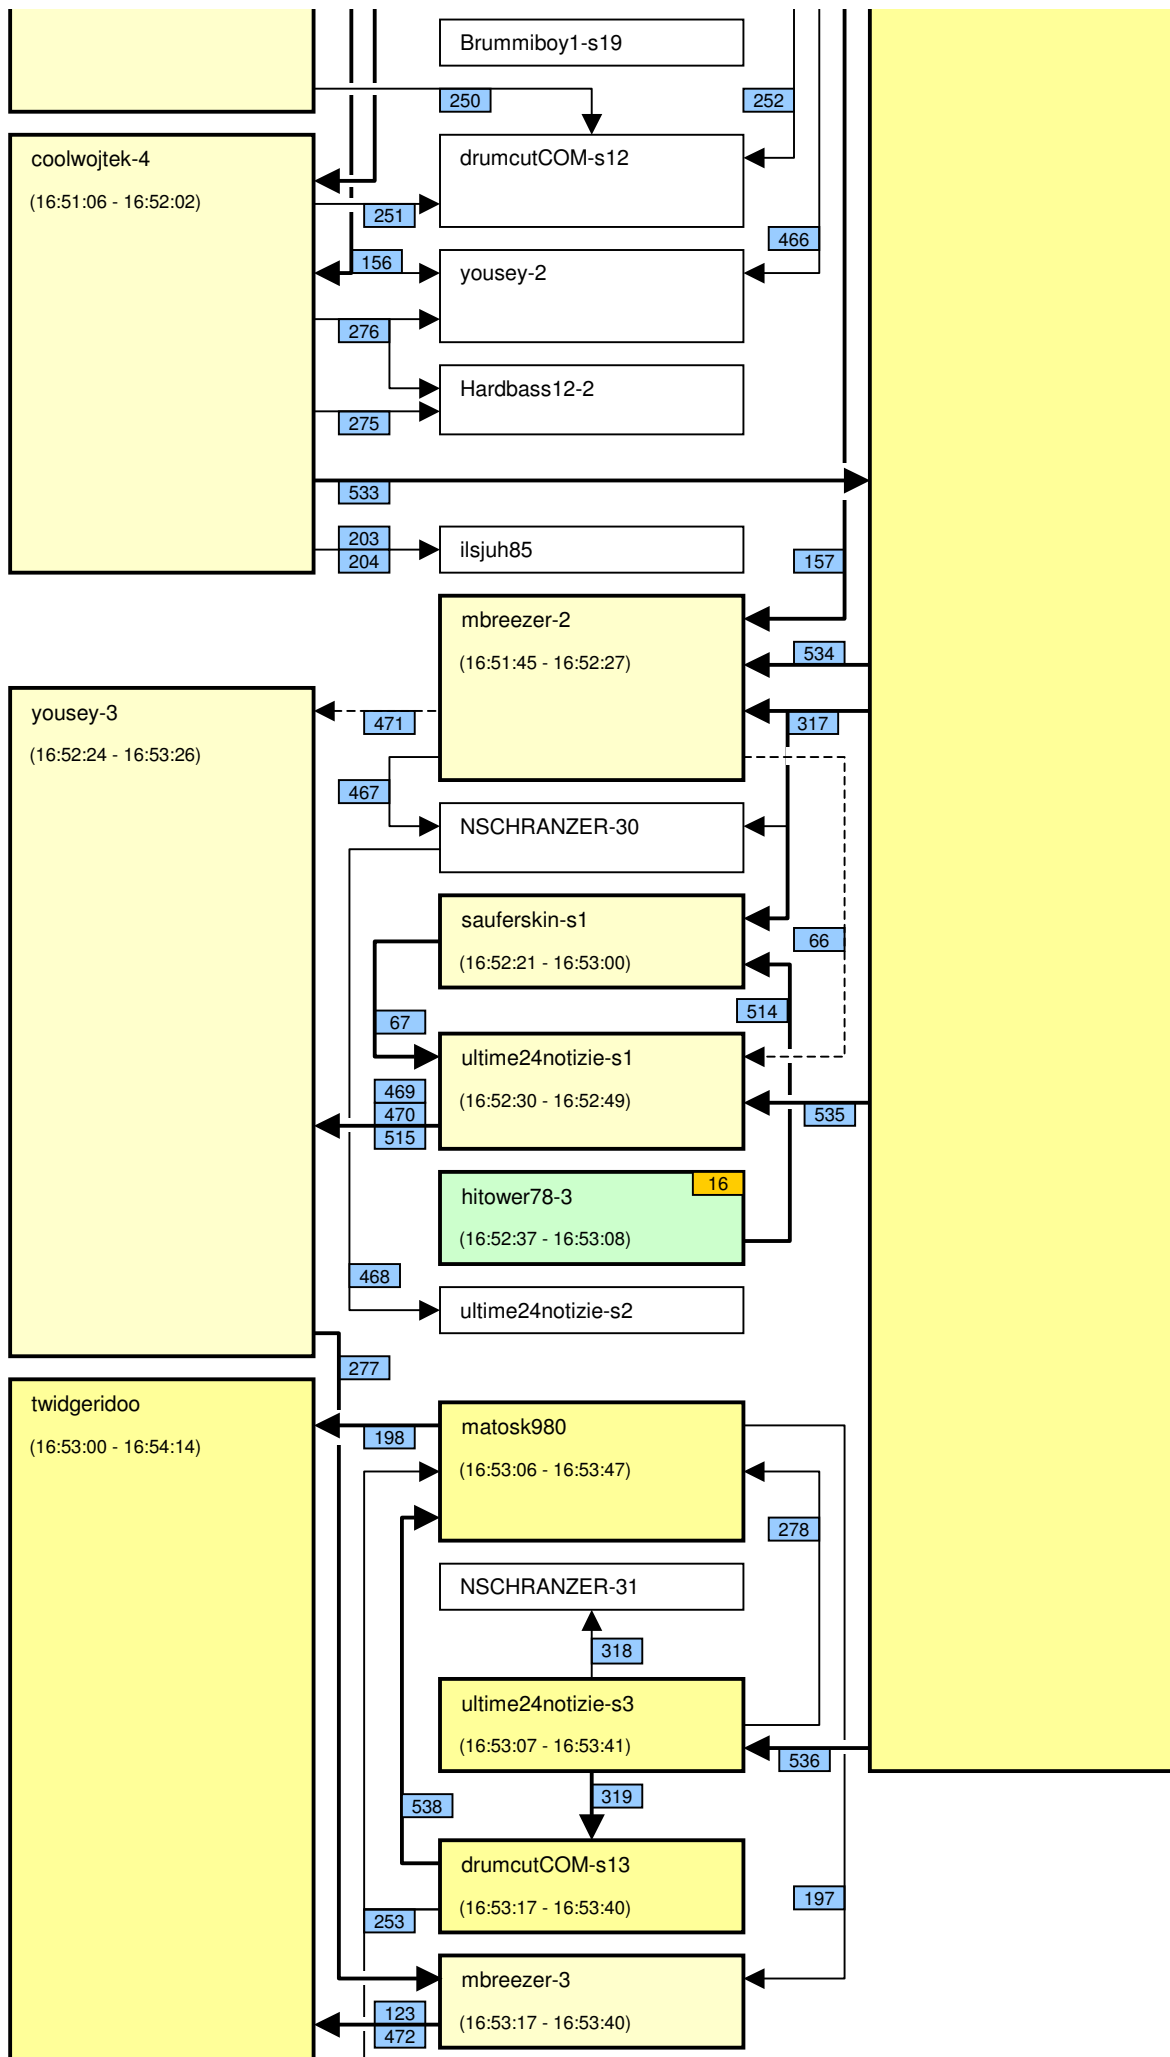 Brummiboy1-s19
250
252
coolwojtek-4
(16:51:06 - 16:52:02)
drumcutCOM-s12
251
466
156
yousey-2
276
Hardbass12-2
275
533
203
204
ilsjuh85
157
mbreezer-2
(16:51:45 - 16:52:27)
534
yousey-3
(16:52:24 - 16:53:26)
471
317
467
NSCHRANZER-30
sauferskin-s1
(16:52:21 - 16:53:00)
66
514
67
ultime24notizie-s1
(16:52:30 - 16:52:49)
469
470
515
535
hitower78-3
16
(16:52:37 - 16:53:08)
468
ultime24notizie-s2
277
twidgeridoo
(16:53:00 - 16:54:14)
198
matosk980
(16:53:06 - 16:53:47)
278
NSCHRANZER-31
318
ultime24notizie-s3
(16:53:07 - 16:53:41)
536
319
538
drumcutCOM-s13
(16:53:17 - 16:53:40)
197
253
mbreezer-3
(16:53:17 - 16:53:40)
123
472